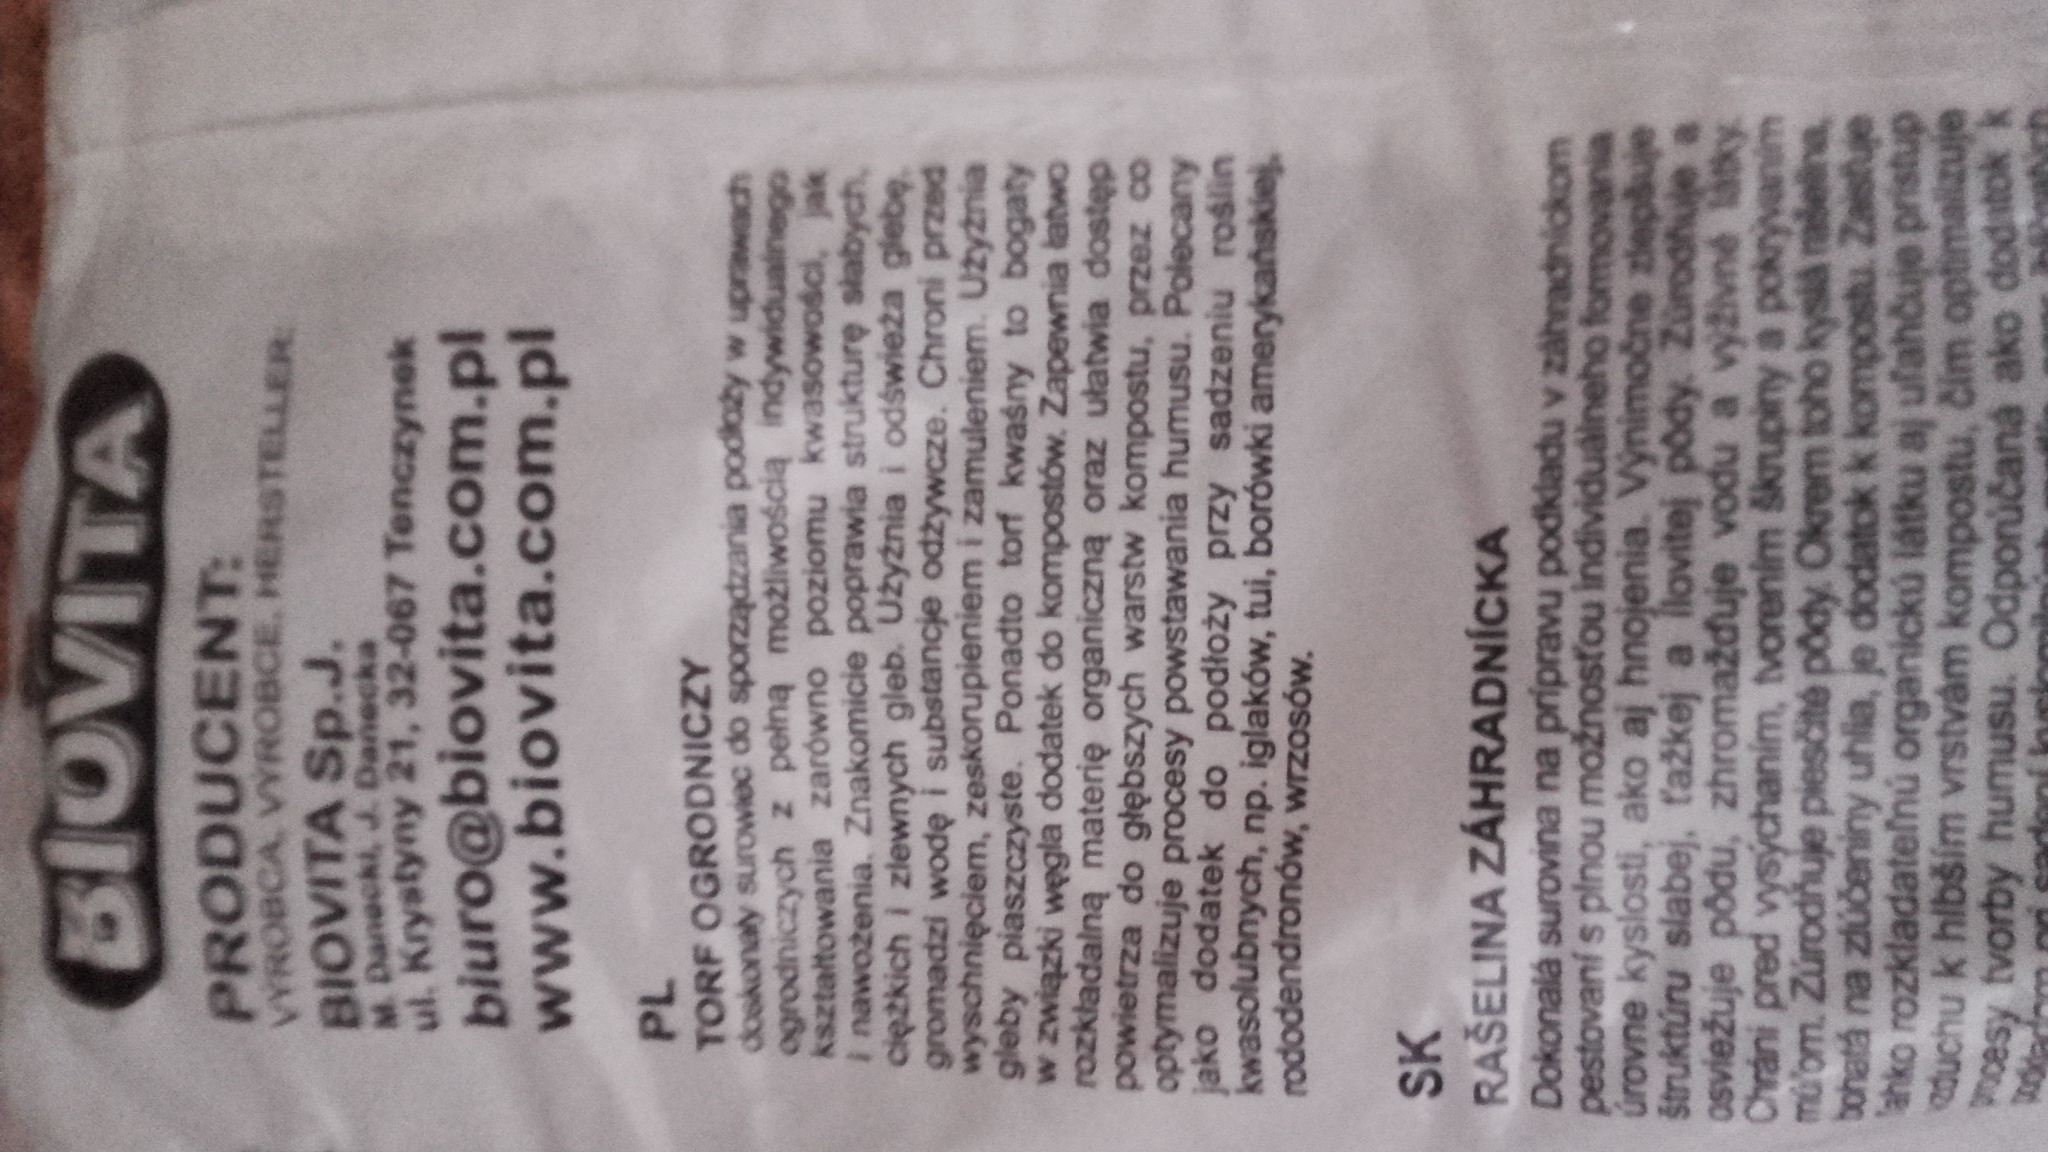 BIOVITA
PRODUCENT:
VYROBCA, VYROBCE, HERSTELLER:
BIOVITA Sp.J.
M. Danecki, J. Danecka
ul. Krystyny 21, 32-067 Tenczynek
biuro@biovita.com.pl
www.biovita.com.pl
PL
TORF OGRODNICZY
doskonały surowiec do sporządzania podłoży w uprawach
ogrodniczych z pełną możliwością indywidualnego
kształtowania zarówno poziomu kwasowości, jak
i nawożenia. Znakomicie poprawia strukturę słabych,
ciężkich i zlewnych gleb. Użyźnia i odświeża glebę,
gromadzi wodę i substancje odżywcze. Chroni przed
wyschnięciem, zeskorupieniem i zamuleniem. Użyźnia
gleby piaszczyste. Ponadto torf kwaśny to bogaty
w związki węgla dodatek do kompostów. Zapewnia łatwo
rozkładalną materię organiczną oraz ułatwia dostęp
powietrza do głębszych warstw kompostu, przez co
optymalizuje procesy powstawania humusu. Polecany
jako dodatek do podłoży przy sadzeniu roślin
kwasolubnych, np. iglaków, tui, borówki amerykańskiej,
rododendronów, wrzosów.
SK
RAŠELINA ZÁHRADNÍCKA
Dokonalá surovina na prípravu podkladu v záhradníckom
pestovaní s plnou možnosťou individuálneho formovania
úrovne kyslosti, ako aj hnojenia. Výnimočne zlepšuje
štruktúru slabej, ťažkej a ílovitej pôdy. Zúrodňuje a
osviežuje pôdu, zhromažďuje vodu a výživné látky.
Chráni pred vysýchaním, tvorením škrupiny a pokrývaním
múľom. Zúrodňuje piesčité pôdy. Okrem toho kyslá rašelina,
bohatá na zlúčeniny uhlia, je dodatok k kompostu. Zaisťuje
ľahko rozkladateľnú organickú látku aj uľahčuje prístup
vzduchu k hlbším vrstvám kompostu, čím optimalizuje
procesy tvorby humusu. Odporúčaná ako dodatok k